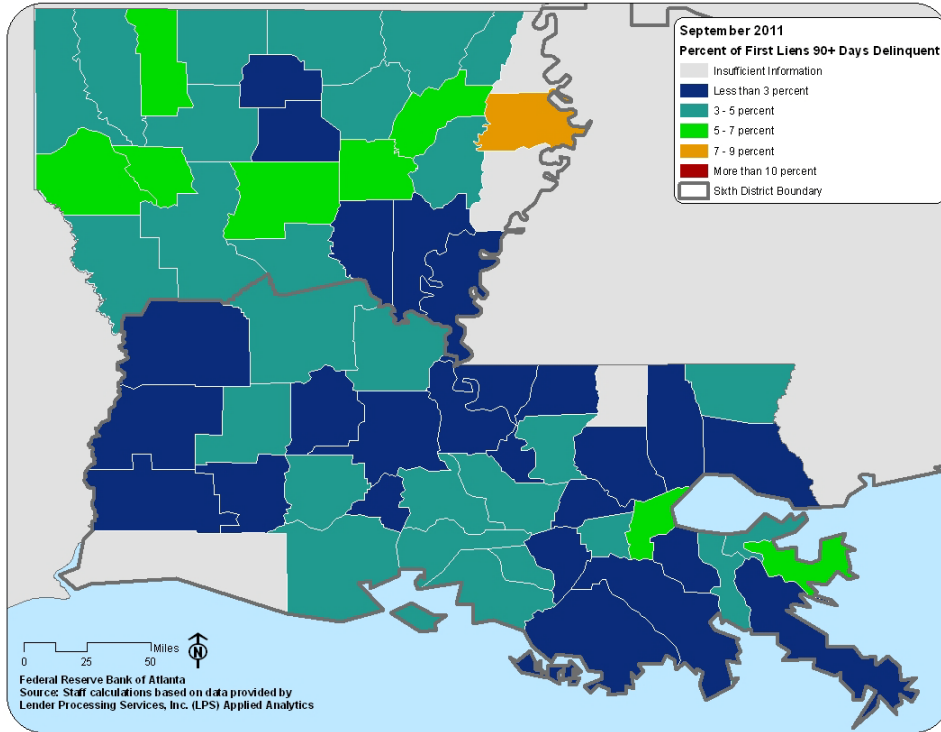 September 2011
Percent of First Liens 90+ Days Delinquent
Insufficient Information
Less than 3 percent
3 - 5 percent
5 - 7 percent
7 - 9 percent
More than 10 percent
Sixth District Boundary
Miles
0 25 50
N
Federal Reserve Bank of Atlanta
Source: Staff calculations based on data provided by
Lender Processing Services, Inc. (LPS) Applied Analytics